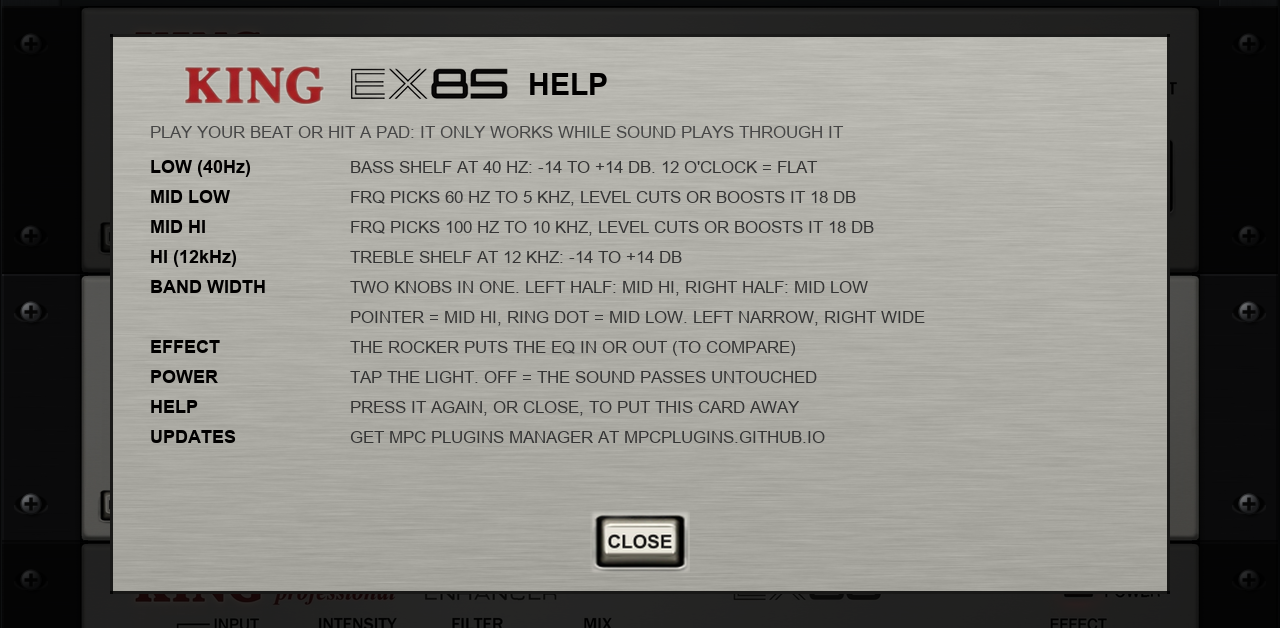 KING EX85 HELP
PLAY YOUR BEAT OR HIT A PAD: IT ONLY WORKS WHILE SOUND PLAYS THROUGH IT
LOW (40Hz) BASS SHELF AT 40 HZ: -14 TO +14 DB. 12 O'CLOCK = FLAT
MID LOW FRQ PICKS 60 HZ TO 5 KHZ, LEVEL CUTS OR BOOSTS IT 18 DB
MID HI FRQ PICKS 100 HZ TO 10 KHZ, LEVEL CUTS OR BOOSTS IT 18 DB
HI (12kHz) TREBLE SHELF AT 12 KHZ: -14 TO +14 DB
BAND WIDTH TWO KNOBS IN ONE. LEFT HALF: MID HI, RIGHT HALF: MID LOW
POINTER = MID HI, RING DOT = MID LOW. LEFT NARROW, RIGHT WIDE
EFFECT THE ROCKER PUTS THE EQ IN OR OUT (TO COMPARE)
POWER TAP THE LIGHT. OFF = THE SOUND PASSES UNTOUCHED
HELP PRESS IT AGAIN, OR CLOSE, TO PUT THIS CARD AWAY
UPDATES GET MPC PLUGINS MANAGER AT MPCPLUGINS.GITHUB.IO
CLOSE
KING professional ENHANCER EX85 POWER
INPUT INTENSITY FILTER MIX EFFECT